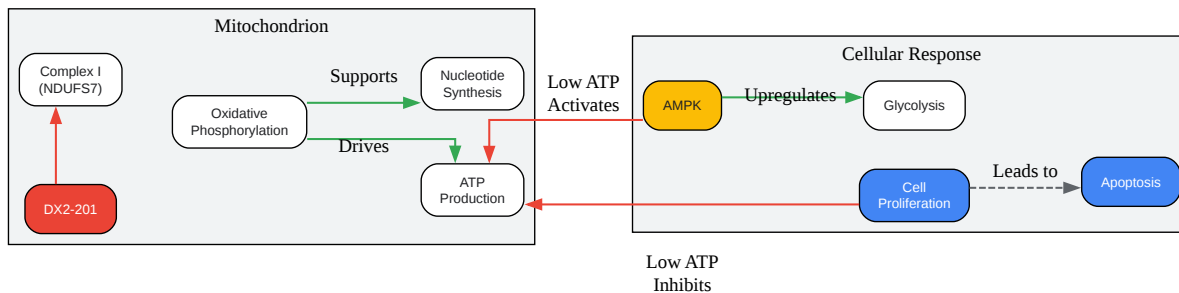 Mitochondrion
Complex I
(NDUFS7)
Supports
Nucleotide
Synthesis
Oxidative
Phosphorylation
Drives
ATP
Production
DX2-201
Low ATP
Activates
Cellular Response
AMPK
Upregulates
Glycolysis
Cell
Proliferation
Leads to
Apoptosis
Low ATP
Inhibits